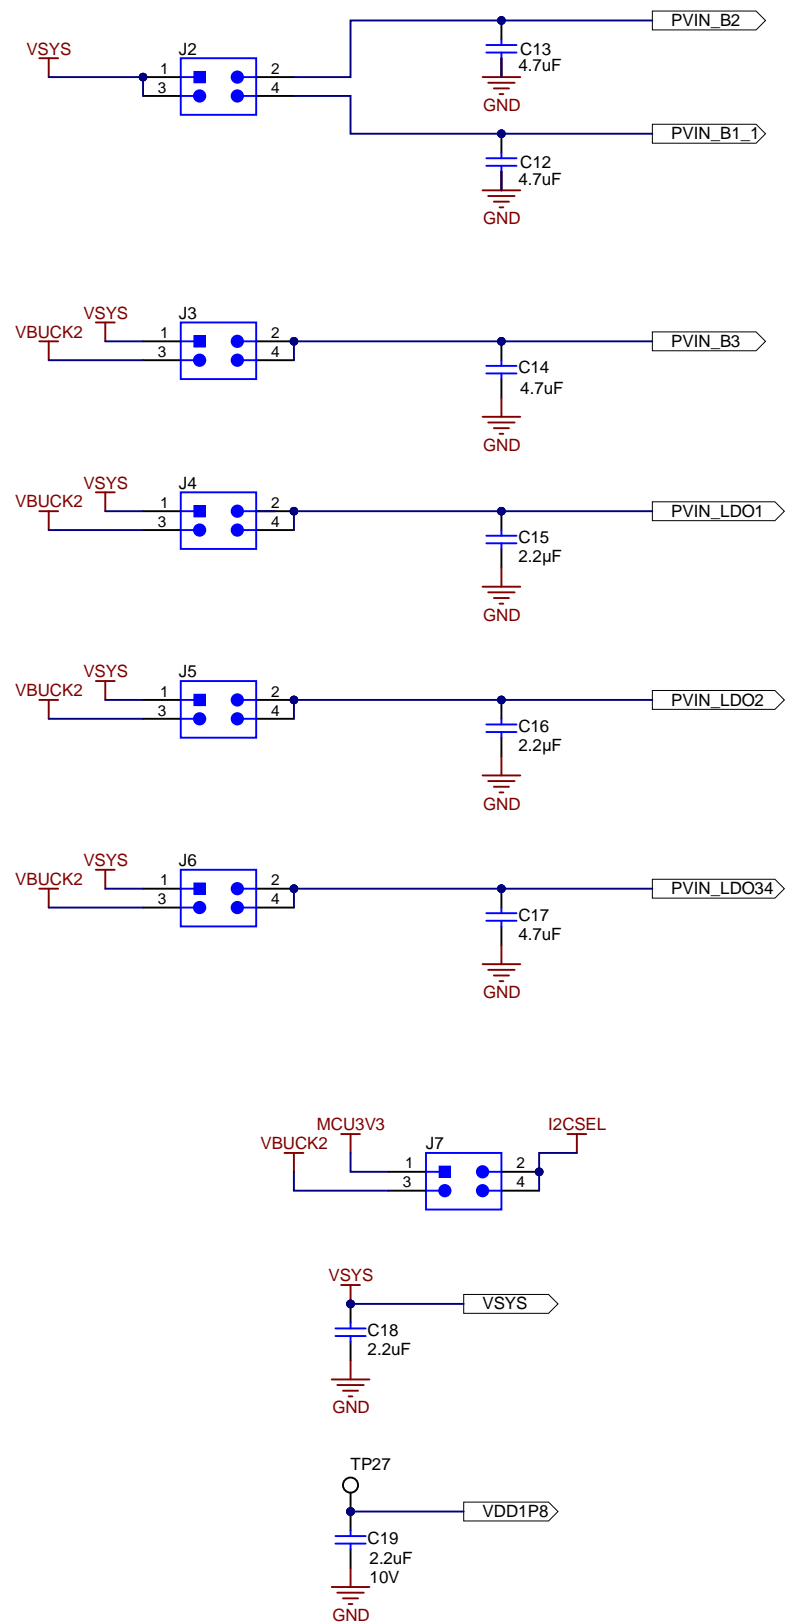 PVIN_B2
VSYS
J2
1
2
3
4
C13
4.7uF
GND
PVIN_B1_1
C12
4.7uF
GND
VSYS
J3
VBUCK2
1
2
3
4
PVIN_B3
C14
4.7uF
GND
VSYS
J4
VBUCK2
1
2
3
4
PVIN_LDO1
C15
2.2µF
GND
VSYS
J5
VBUCK2
1
2
3
4
PVIN_LDO2
C16
2.2µF
GND
VSYS
J6
VBUCK2
1
2
3
4
PVIN_LDO34
C17
4.7uF
GND
MCU3V3
I2CSEL
VBUCK2
J7
1
2
3
4
VSYS
VSYS
C18
2.2uF
GND
TP27
VDD1P8
C19
2.2uF
10V
GND